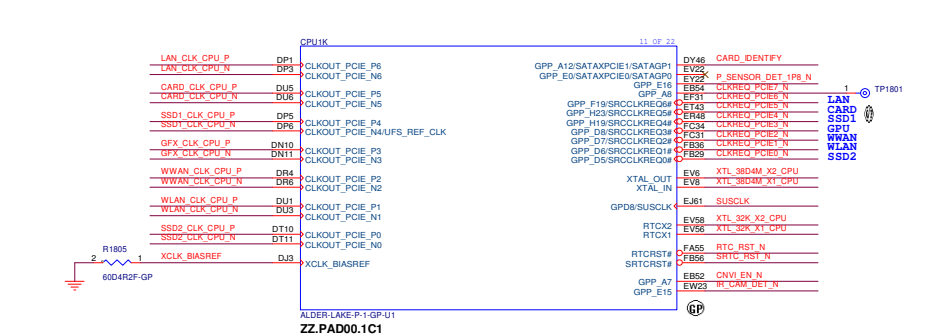 CPU1K 11 OF 22
LAN_CLK_CPU_P DP1 CLKOUT_PCIE_P6 GPP_A12/SATAXPCIE1/SATAGP1 DY46 CARD_IDENTIFY
LAN_CLK_CPU_N DP3 CLKOUT_PCIE_N6 GPP_E0/SATAXPCIE0/SATAGP0 EV22
GPP_E16 EY22 P_SENSOR_DET_1P8_N
CARD_CLK_CPU_P DU5 CLKOUT_PCIE_P5 GPP_A8 EB54 CLKREQ_PCIE7_N 1 TP1801
CARD_CLK_CPU_N DU6 CLKOUT_PCIE_N5 GPP_F19/SRCCLKREQ6# EF31 CLKREQ_PCIE6_N LAN
GPP_H23/SRCCLKREQ5# ET43 CLKREQ_PCIE5_N CARD
SSD1_CLK_CPU_P DP5 CLKOUT_PCIE_P4 GPP_H19/SRCCLKREQ4# ER48 CLKREQ_PCIE4_N SSD1
SSD1_CLK_CPU_N DP6 CLKOUT_PCIE_N4/UFS_REF_CLK GPP_D8/SRCCLKREQ3# FC34 CLKREQ_PCIE3_N GPU
GPP_D7/SRCCLKREQ2# FC31 CLKREQ_PCIE2_N WWAN
GFX_CLK_CPU_P DN10 CLKOUT_PCIE_P3 GPP_D6/SRCCLKREQ1# FB36 CLKREQ_PCIE1_N WLAN
GFX_CLK_CPU_N DN11 CLKOUT_PCIE_N3 GPP_D5/SRCCLKREQ0# FB29 CLKREQ_PCIE0_N SSD2
WWAN_CLK_CPU_P DR4 CLKOUT_PCIE_P2 XTAL_OUT EV6 XTL_38D4M_X2_CPU
WWAN_CLK_CPU_N DR6 CLKOUT_PCIE_N2 XTAL_IN EV8 XTL_38D4M_X1_CPU
WLAN_CLK_CPU_P DU1 CLKOUT_PCIE_P1 GPD8/SUSCLK EJ61 SUSCLK
WLAN_CLK_CPU_N DU3 CLKOUT_PCIE_N1
RTCX2 EV58 XTL_32K_X2_CPU
SSD2_CLK_CPU_P DT10 CLKOUT_PCIE_P0 RTCX1 EV56 XTL_32K_X1_CPU
SSD2_CLK_CPU_N DT11 CLKOUT_PCIE_N0
R1805 RTCRST# FA55 RTC_RST_N
2 1 XCLK_BIASREF DJ3 XCLK_BIASREF SRTCRST# FB56 SRTC_RST_N
60D4R2F-GP GPP_A7 EB52 CNVI_EN_N
GPP_E15 EW23 IR_CAM_DET_N
GP
ALDER-LAKE-P-1-GP-U1
ZZ.PAD00.1C1